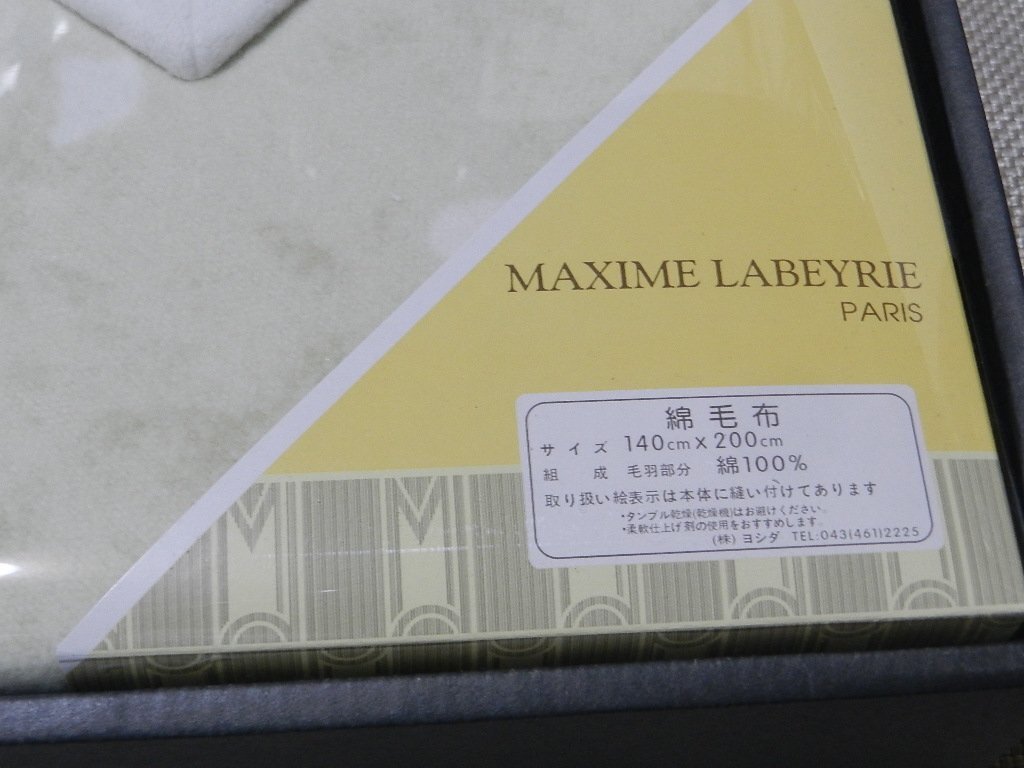 MAXIME LABEYRIE
PARIS
綿毛布
サイズ 140cm x 200cm
組成 毛羽部分 綿100%
取り扱い絵表示は本体に縫い付けてあります
・タンブル乾燥(乾燥機)はお避けください。
・柔軟仕上げ剤の使用をおすすめします。
(株)ヨシダ TEL:043(461)2225